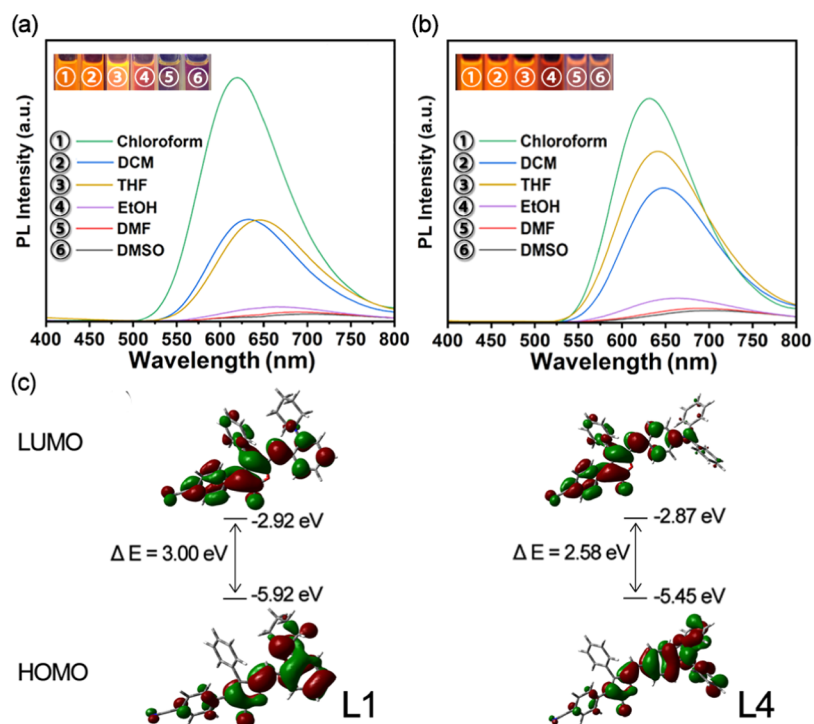 (a)
PL Intensity (a.u.)
① ② ③ ④ ⑤ ⑥
① Chloroform
② DCM
③ THF
④ EtOH
⑤ DMF
⑥ DMSO
400 450 500 550 600 650 700 750 800
Wavelength (nm)
(b)
PL Intensity (a.u.)
① ② ③ ④ ⑤ ⑥
① Chloroform
② DCM
③ THF
④ EtOH
⑤ DMF
⑥ DMSO
400 450 500 550 600 650 700 750 800
Wavelength (nm)
(c)
LUMO
-2.92 eV
-2.87 eV
Δ E = 3.00 eV
Δ E = 2.58 eV
-5.92 eV
-5.45 eV
HOMO
L1
L4